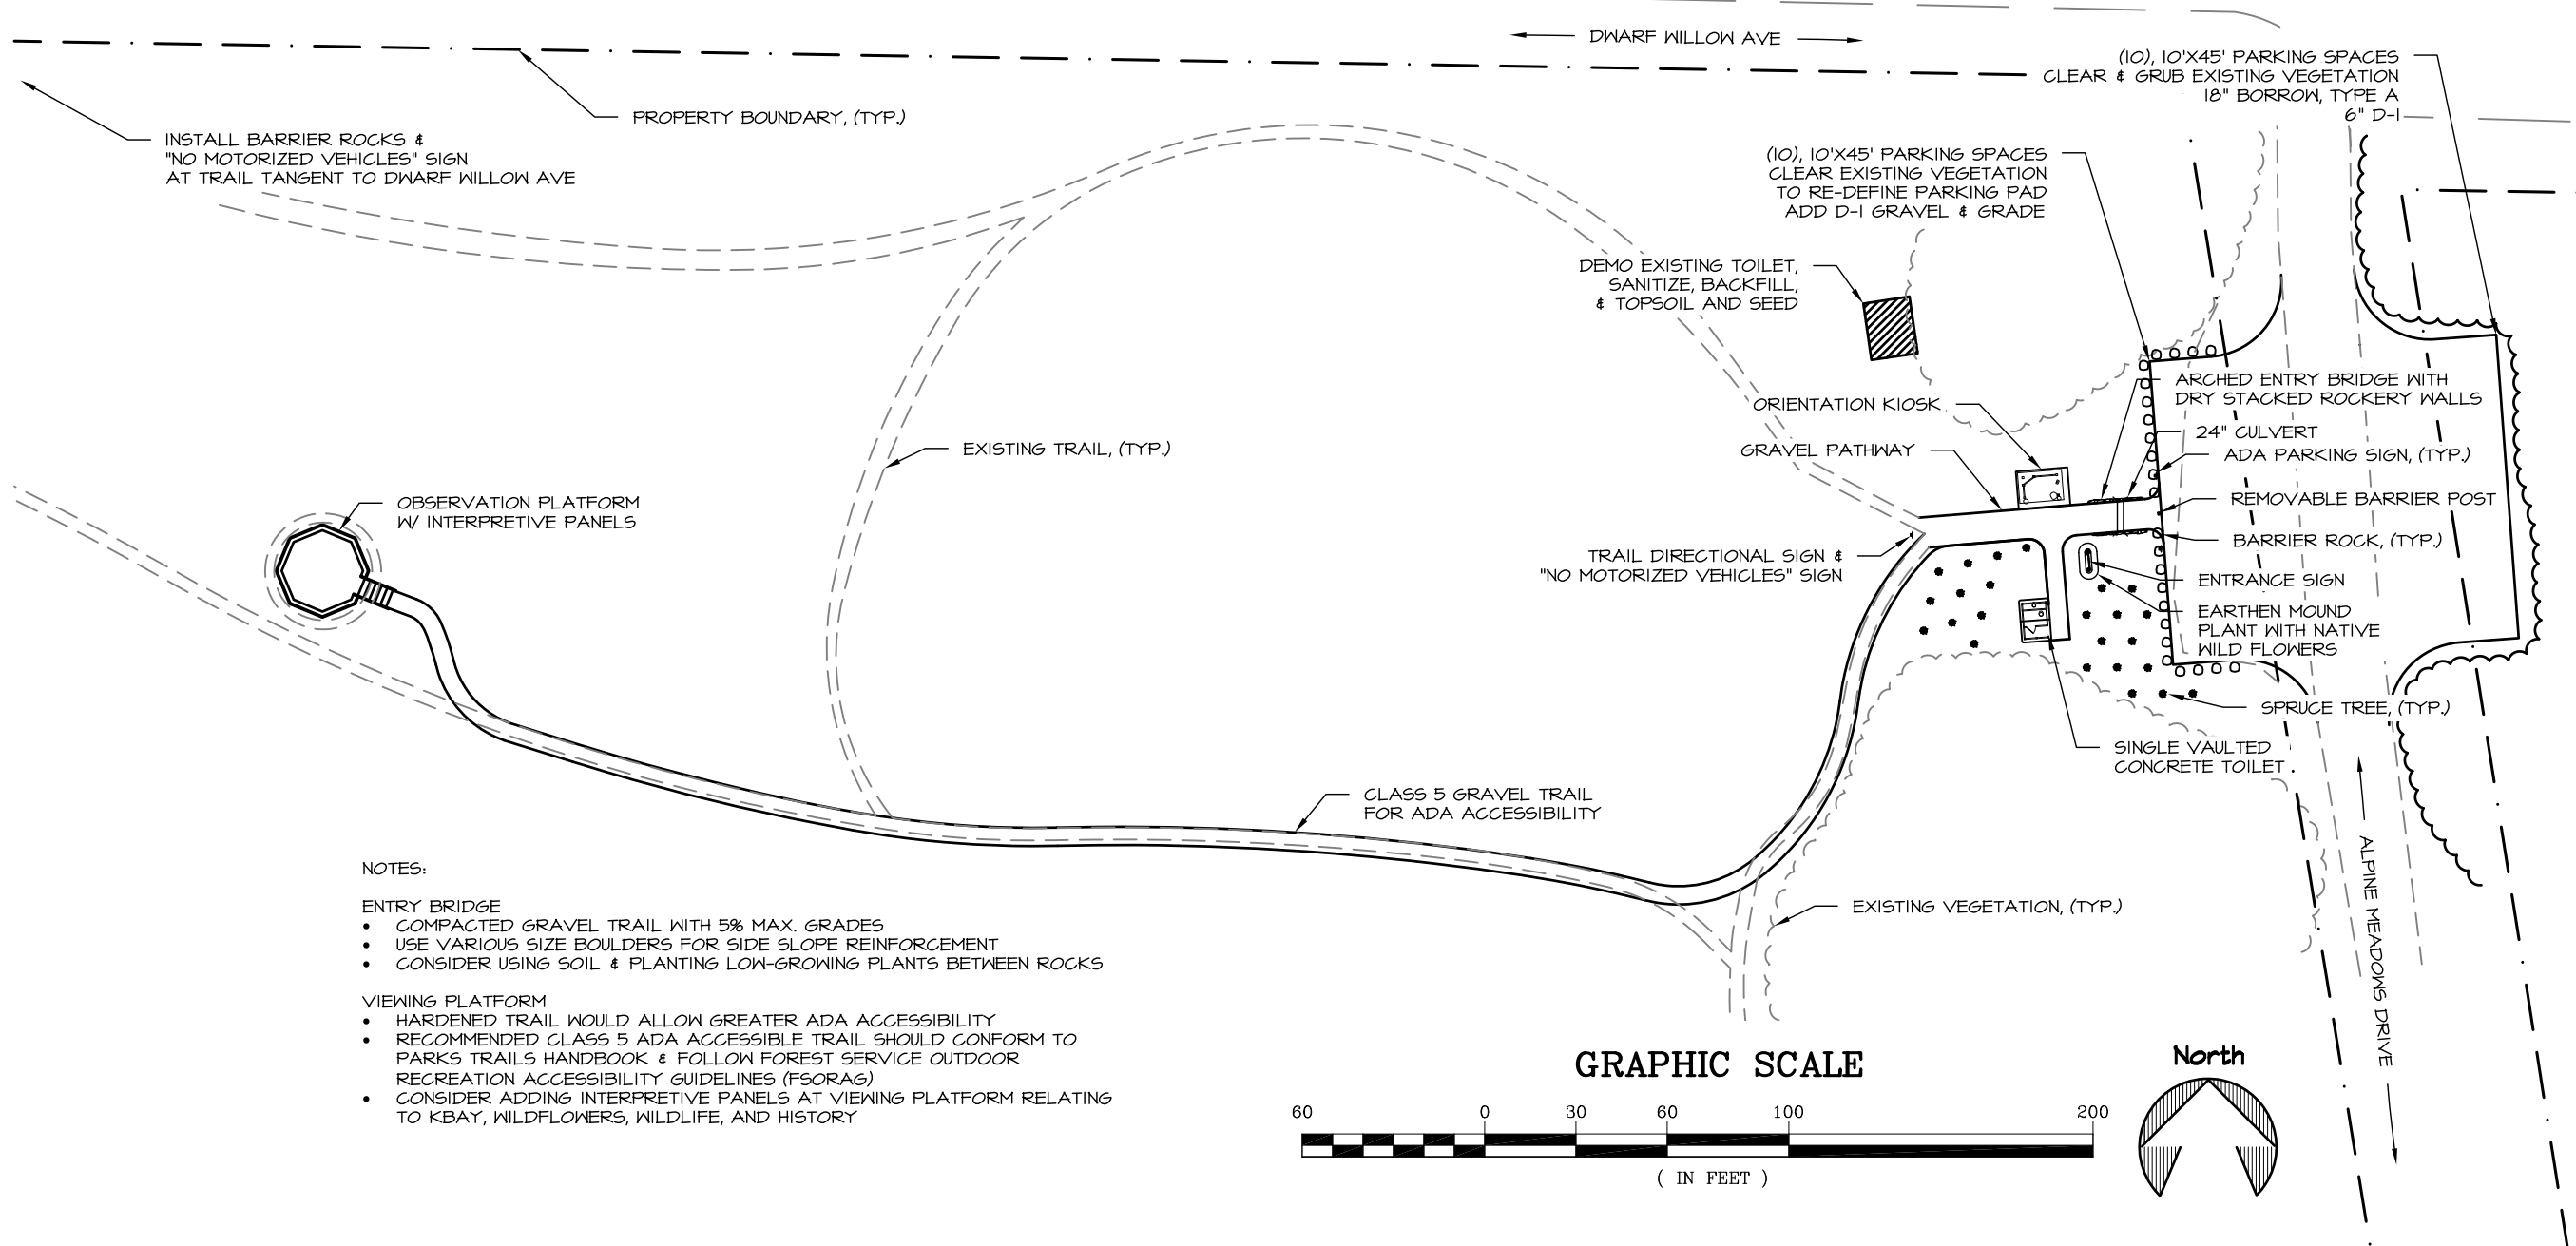 DWARF WILLOW AVE
(10), 10'X45' PARKING SPACES
CLEAR & GRUB EXISTING VEGETATION
18" BORROW, TYPE A
6" D-1
PROPERTY BOUNDARY, (TYP.)
INSTALL BARRIER ROCKS &
"NO MOTORIZED VEHICLES" SIGN
AT TRAIL TANGENT TO DWARF WILLOW AVE
(10), 10'X45' PARKING SPACES
CLEAR EXISTING VEGETATION
TO RE-DEFINE PARKING PAD
ADD D-1 GRAVEL & GRADE
DEMO EXISTING TOILET,
SANITIZE, BACKFILL,
& TOPSOIL AND SEED
ARCHED ENTRY BRIDGE WITH
DRY STACKED ROCKERY WALLS
ORIENTATION KIOSK
24" CULVERT
GRAVEL PATHWAY
ADA PARKING SIGN, (TYP.)
EXISTING TRAIL, (TYP.)
REMOVABLE BARRIER POST
OBSERVATION PLATFORM
W/ INTERPRETIVE PANELS
BARRIER ROCK, (TYP.)
TRAIL DIRECTIONAL SIGN &
"NO MOTORIZED VEHICLES" SIGN
ENTRANCE SIGN
EARTHEN MOUND
PLANT WITH NATIVE
WILD FLOWERS
SPRUCE TREE, (TYP.)
SINGLE VAULTED
CONCRETE TOILET
CLASS 5 GRAVEL TRAIL
FOR ADA ACCESSIBILITY
ALPINE MEADOWS DRIVE
EXISTING VEGETATION, (TYP.)
NOTES:
ENTRY BRIDGE
• COMPACTED GRAVEL TRAIL WITH 5% MAX. GRADES
• USE VARIOUS SIZE BOULDERS FOR SIDE SLOPE REINFORCEMENT
• CONSIDER USING SOIL & PLANTING LOW-GROWING PLANTS BETWEEN ROCKS
VIEWING PLATFORM
• HARDENED TRAIL WOULD ALLOW GREATER ADA ACCESSIBILITY
• RECOMMENDED CLASS 5 ADA ACCESSIBLE TRAIL SHOULD CONFORM TO
PARKS TRAILS HANDBOOK & FOLLOW FOREST SERVICE OUTDOOR
RECREATION ACCESSIBILITY GUIDELINES (FSORAG)
• CONSIDER ADDING INTERPRETIVE PANELS AT VIEWING PLATFORM RELATING
TO KBAY, WILDFLOWERS, WILDLIFE, AND HISTORY
GRAPHIC SCALE
60 0 30 60 100 200
( IN FEET )
North